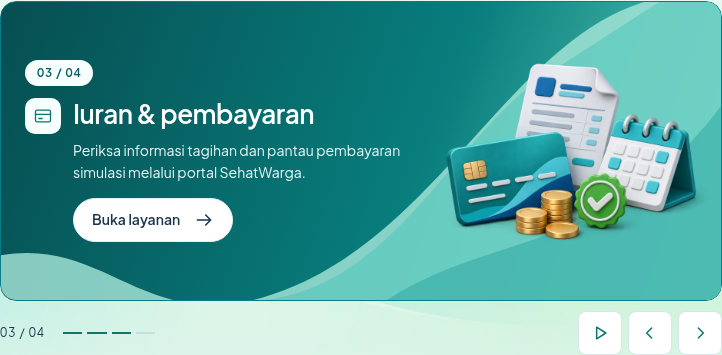 03 / 04
Iuran & pembayaran
Periksa informasi tagihan dan pantau pembayaran
simulasi melalui portal SehatWarga.
Buka layanan
03 / 04